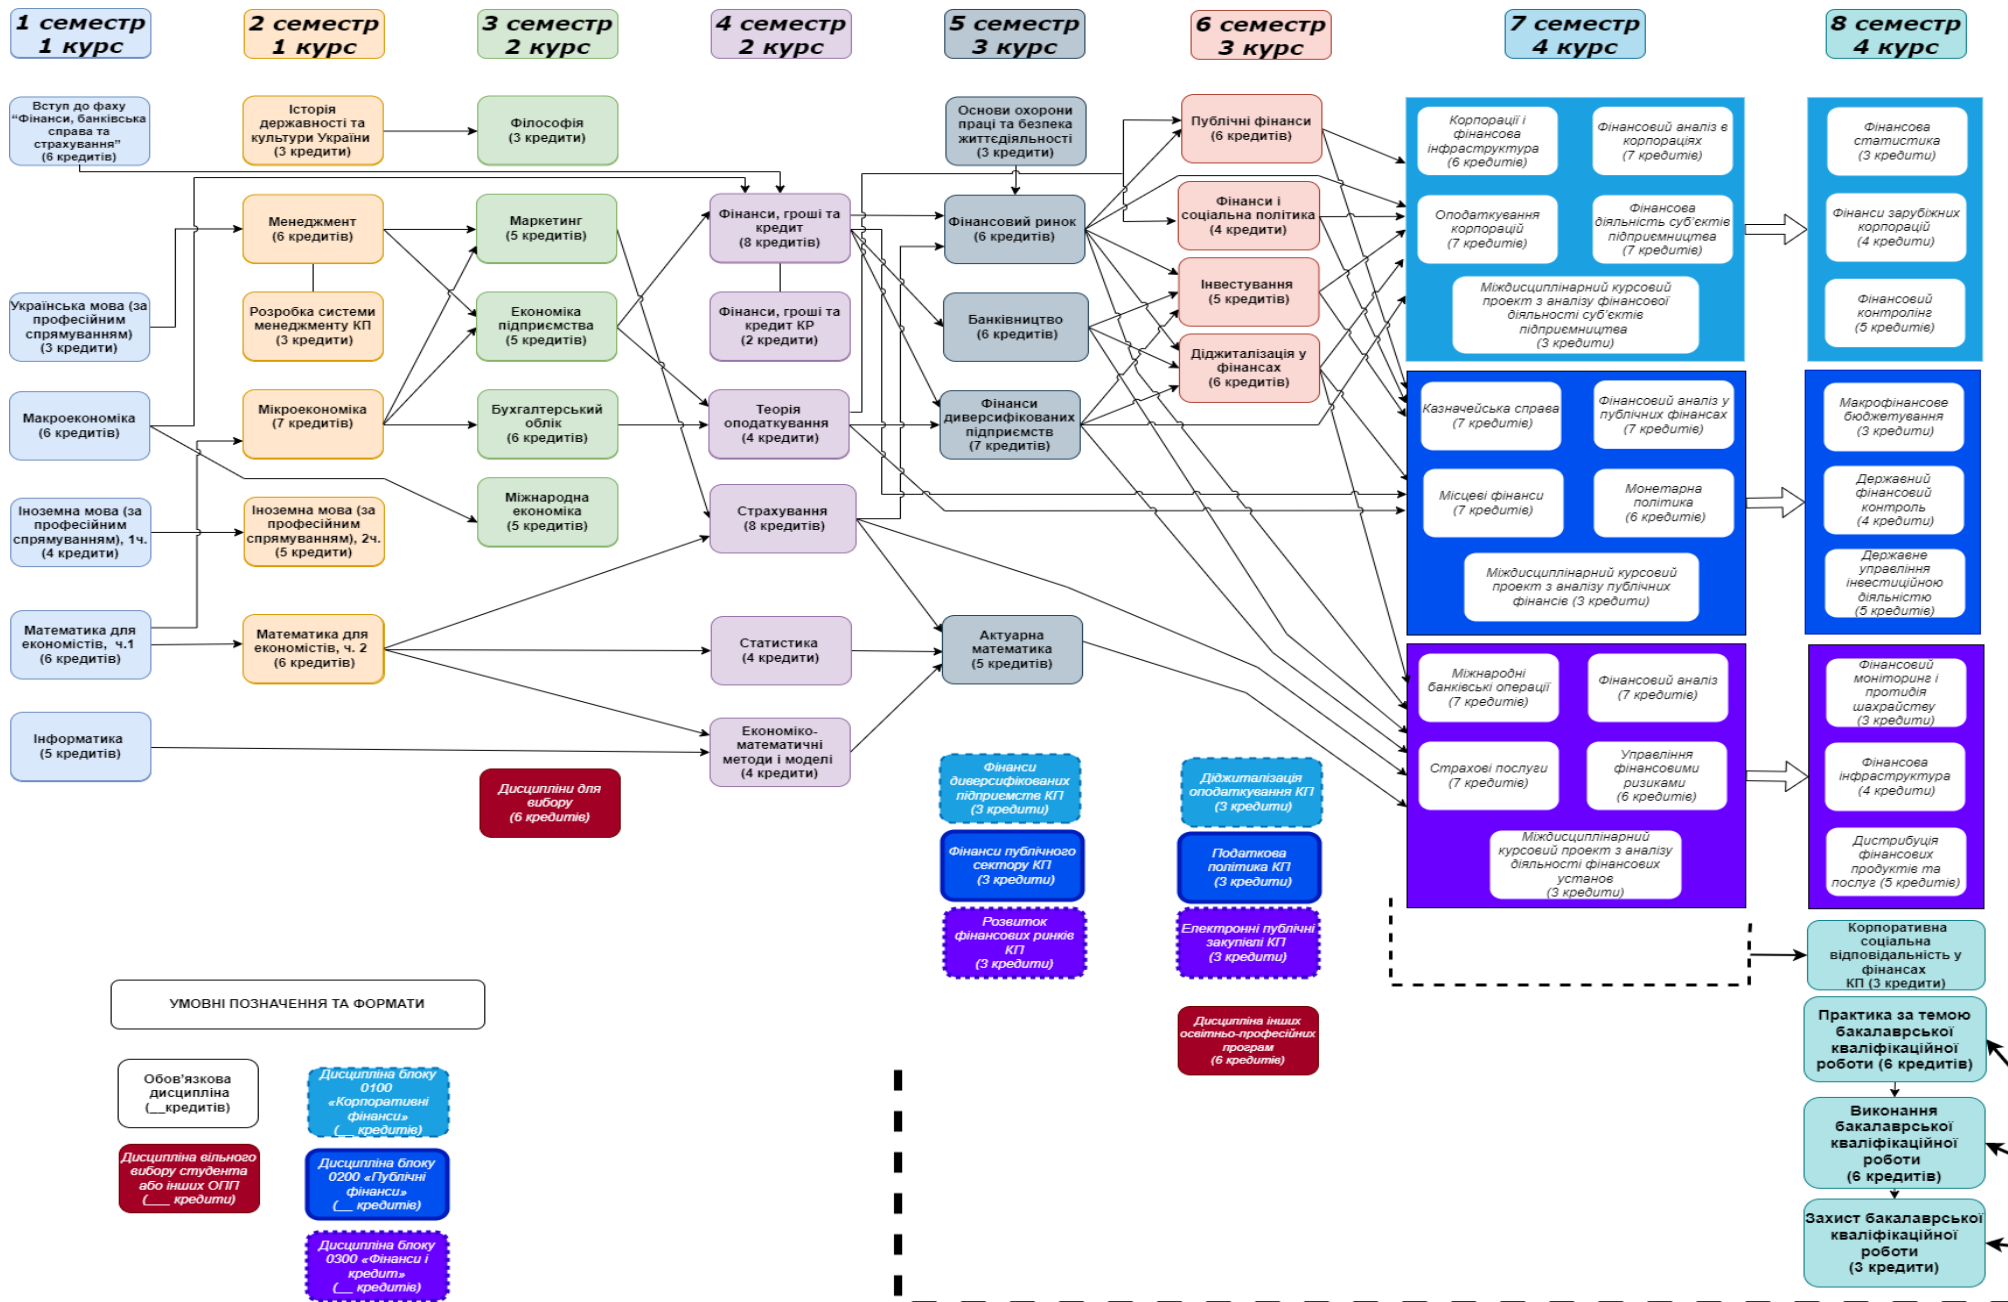 1 семестр
1 курс
2 семестр
1 курс
3 семестр
2 курс
4 семестр
2 курс
5 семестр
3 курс
6 семестр
3 курс
7 семестр
4 курс
8 семестр
4 курс
Вступ до фаху
“Фінанси, банківська
справа та
страхування”
(6 кредитів)
Українська мова (за
професійним
спрямуванням)
(3 кредити)
Макроекономіка
(6 кредитів)
Іноземна мова (за
професійним
спрямуванням), 1ч.
(4 кредити)
Математика для
економістів, ч.1
(6 кредитів)
Інформатика
(5 кредитів)
Історія
державності та
культури України
(3 кредити)
Менеджмент
(6 кредитів)
Розробка системи
менеджменту КП
(3 кредити)
Мікроекономіка
(7 кредитів)
Іноземна мова (за
професійним
спрямуванням), 2ч.
(5 кредити)
Математика для
економістів, ч. 2
(6 кредитів)
Філософія
(3 кредити)
Маркетинг
(5 кредитів)
Економіка
підприємства
(5 кредитів)
Бухгалтерський
облік
(6 кредитів)
Міжнародна
економіка
(5 кредитів)
Дисципліни для
вибору
(6 кредитів)
Фінанси, гроші та
кредит
(8 кредитів)
Фінанси, гроші та
кредит КР
(2 кредити)
Теорія
оподаткування
(4 кредити)
Страхування
(8 кредитів)
Статистика
(4 кредити)
Економіко-
математичні
методи і моделі
(4 кредити)
Основи охорони
праці та безпека
життєдіяльності
(3 кредити)
Фінансовий ринок
(6 кредитів)
Банківництво
(6 кредитів)
Фінанси
диверсифікованих
підприємств
(7 кредитів)
Актуарна
математика
(5 кредитів)
Фінанси
диверсифікованих
підприємств КП
(3 кредити)
Фінанси публічного
сектору КП
(3 кредити)
Розвиток
фінансових ринків
КП
(3 кредити)
Публічні фінанси
(6 кредитів)
Фінанси і
соціальна політика
(4 кредити)
Інвестування
(5 кредитів)
Діджиталізація у
фінансах
(6 кредитів)
Діджиталізація
оподаткування КП
(3 кредити)
Податкова
політика КП
(3 кредити)
Електронні публічні
закупівлі КП
(3 кредити)
Дисципліна інших
освітньо-професійних
програм
(6 кредитів)
Корпорації і
фінансова
інфраструктура
(6 кредитів)
Фінансовий аналіз в
корпораціях
(7 кредитів)
Оподаткування
корпорацій
(7 кредитів)
Фінансова
діяльність суб’єктів
підприємництва
(7 кредитів)
Міждисциплінарний курсовий
проект з аналізу фінансової
діяльності суб’єктів
підприємництва
(3 кредити)
Казначейська справа
(7 кредитів)
Фінансовий аналіз у
публічних фінансах
(7 кредитів)
Місцеві фінанси
(7 кредитів)
Монетарна
політика
(6 кредитів)
Міждисциплінарний курсовий
проект з аналізу публічних
фінансів (3 кредити)
Міжнародні
банківські операції
(7 кредитів)
Фінансовий аналіз
(7 кредитів)
Страхові послуги
(7 кредитів)
Управління
фінансовими
ризиками
(6 кредитів)
Міждисциплінарний
курсовий проект з аналізу
діяльності фінансових
установ
(3 кредити)
Фінансова
статистика
(3 кредити)
Фінанси зарубіжних
корпорацій
(4 кредити)
Фінансовий
контролінг
(5 кредитів)
Макрофінансове
бюджетування
(3 кредити)
Державний
фінансовий
контроль
(4 кредити)
Державне
управління
інвестиційною
діяльністю
(5 кредитів)
Фінансовий
моніторинг і
протидія
шахрайству
(3 кредити)
Фінансова
інфраструктура
(4 кредити)
Дистрибуція
фінансових
продуктів та
послуг (5 кредитів)
Корпоративна
соціальна
відповідальність у
фінансах
КП (3 кредити)
Практика за темою
бакалаврської
кваліфікаційної
роботи (6 кредитів)
Виконання
бакалаврської
кваліфікаційної
роботи
(6 кредитів)
Захист бакалаврської
кваліфікаційної
роботи
(3 кредити)
УМОВНІ ПОЗНАЧЕННЯ ТА ФОРМАТИ
Обов’язкова
дисципліна
(__кредитів)
Дисципліна вільного
вибору студента
або інших ОПП
(___ кредити)
Дисципліна блоку
0100
«Корпоративні
фінанси»
(__ кредитів)
Дисципліна блоку
0200 «Публічні
фінанси»
(__ кредитів)
Дисципліна блоку
0300 «Фінанси і
кредит»
(__ кредитів)